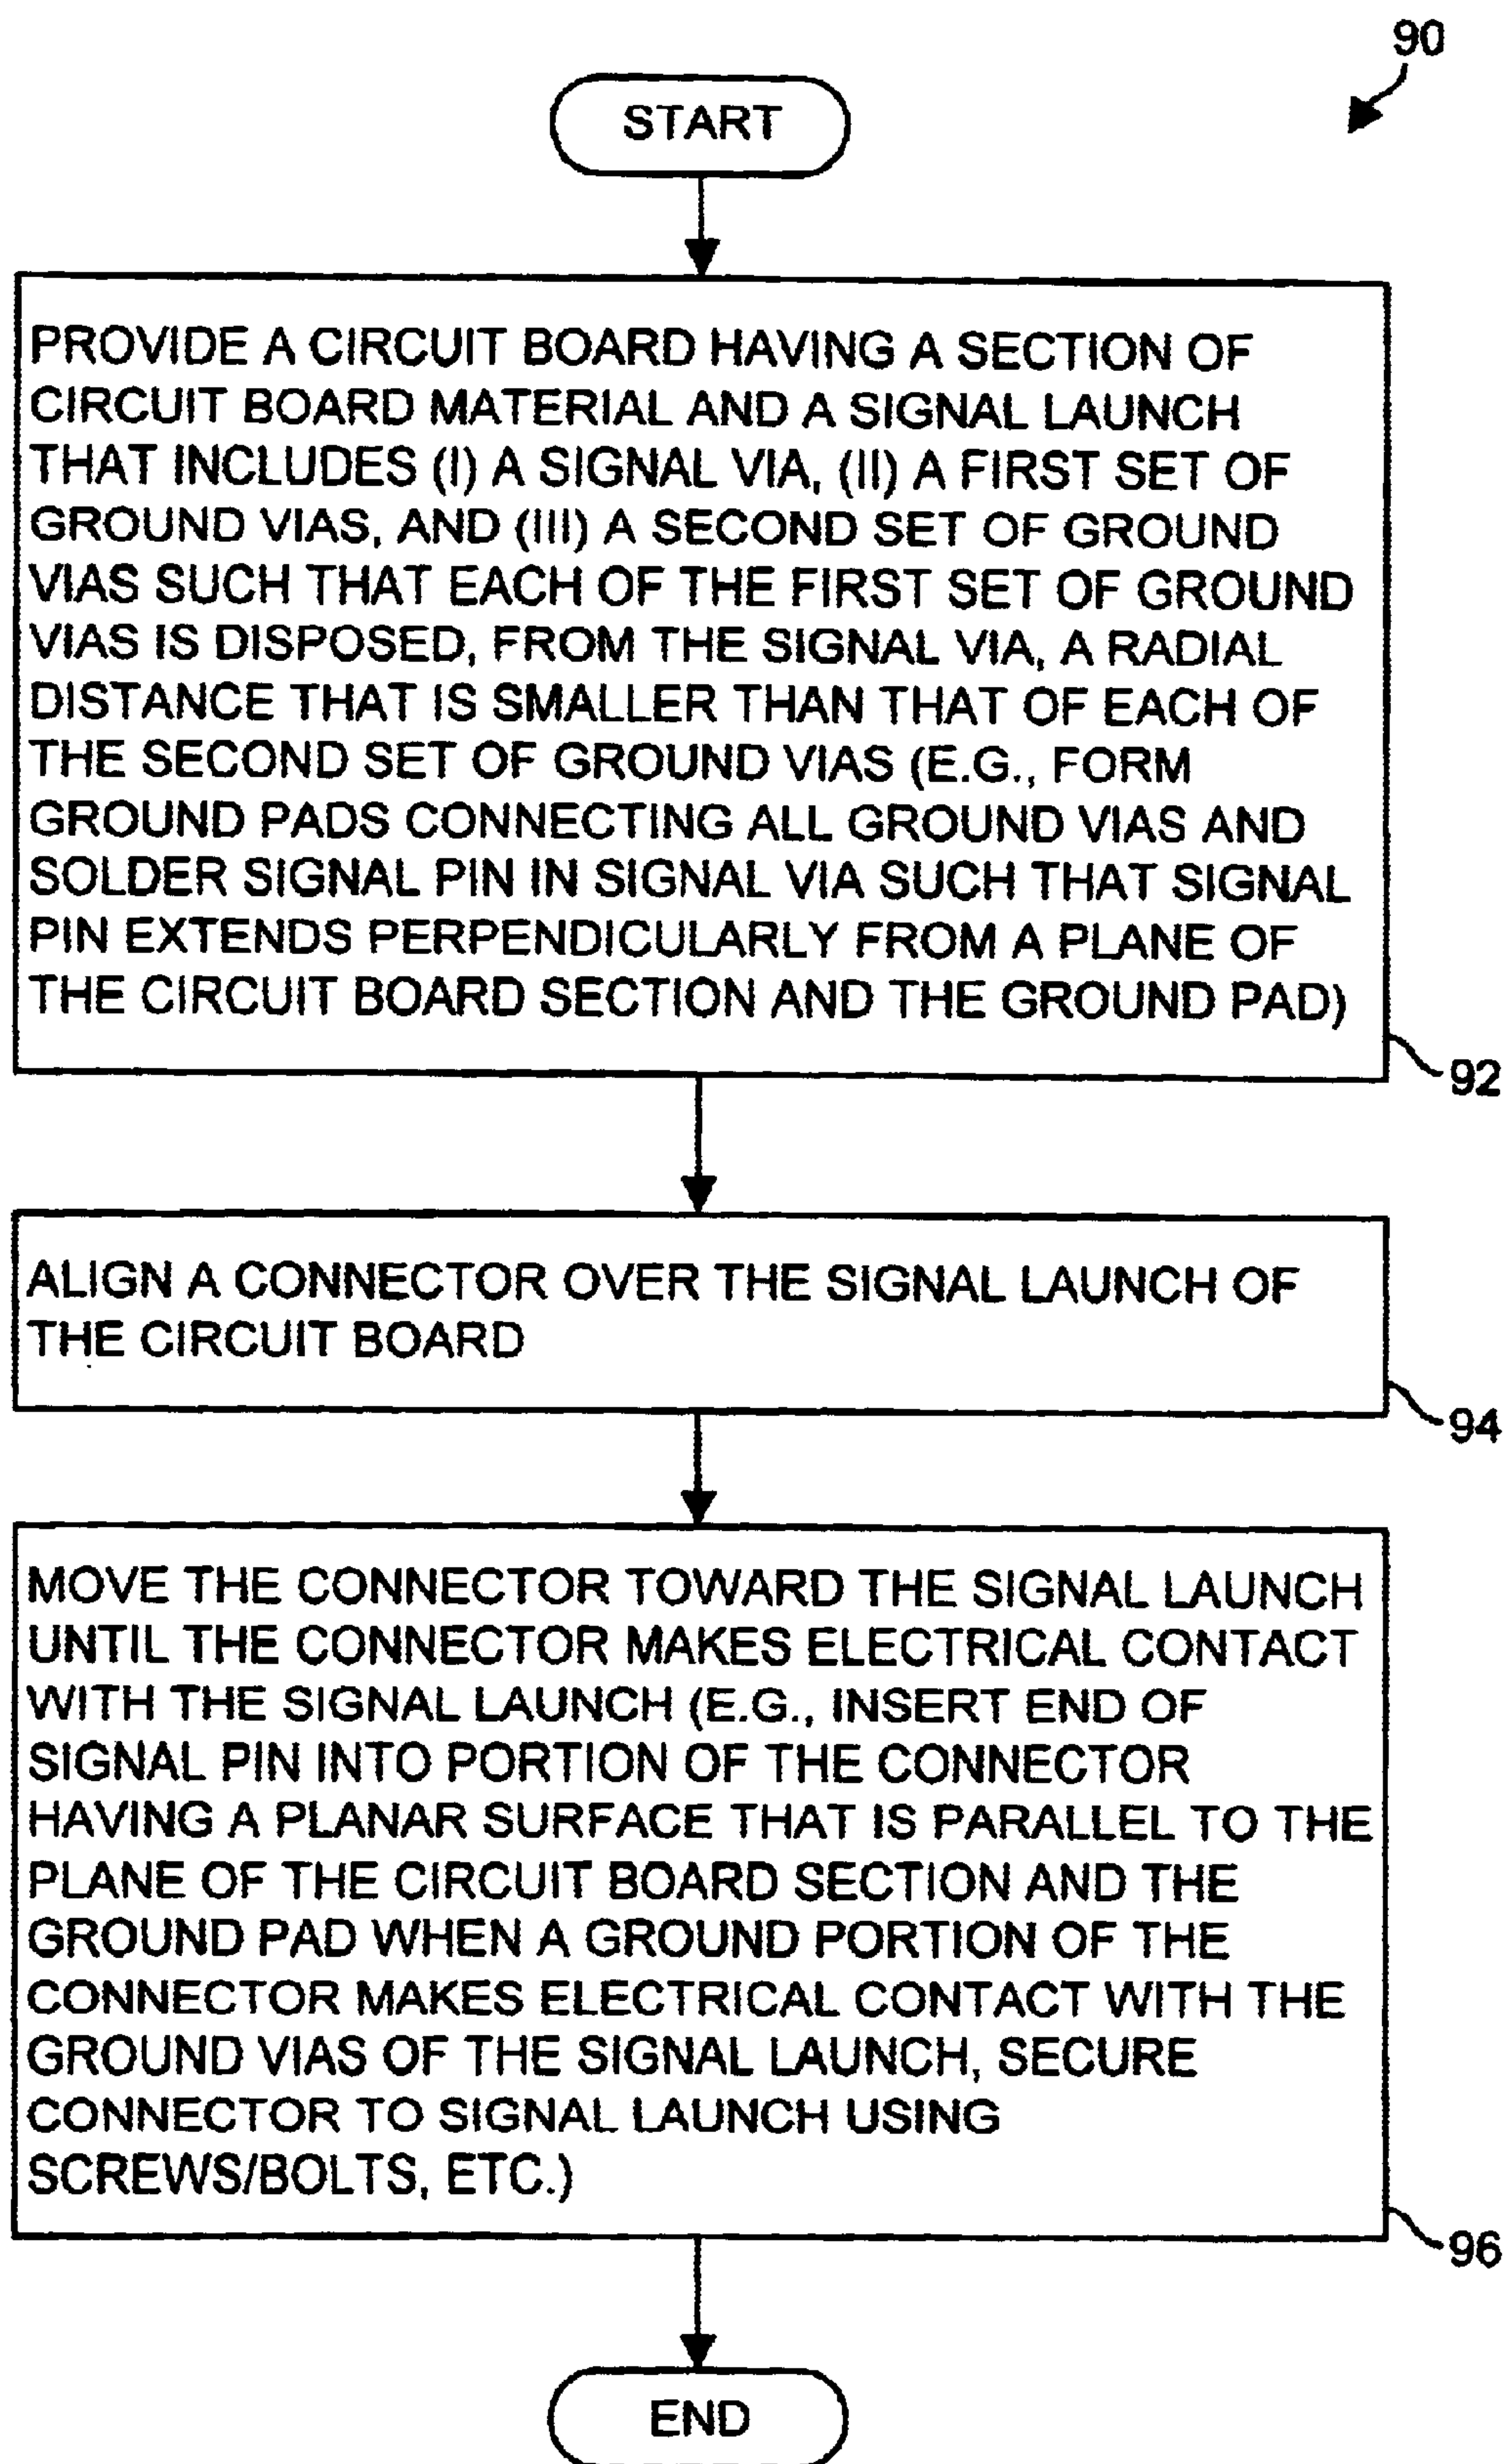 90
START
PROVIDE A CIRCUIT BOARD HAVING A SECTION OF
CIRCUIT BOARD MATERIAL AND A SIGNAL LAUNCH
THAT INCLUDES (I) A SIGNAL VIA, (II) A FIRST SET OF
GROUND VIAS, AND (III) A SECOND SET OF GROUND
VIAS SUCH THAT EACH OF THE FIRST SET OF GROUND
VIAS IS DISPOSED, FROM THE SIGNAL VIA, A RADIAL
DISTANCE THAT IS SMALLER THAN THAT OF EACH OF
THE SECOND SET OF GROUND VIAS (E.G., FORM
GROUND PADS CONNECTING ALL GROUND VIAS AND
SOLDER SIGNAL PIN IN SIGNAL VIA SUCH THAT SIGNAL
PIN EXTENDS PERPENDICULARLY FROM A PLANE OF
THE CIRCUIT BOARD SECTION AND THE GROUND PAD)
92
ALIGN A CONNECTOR OVER THE SIGNAL LAUNCH OF
THE CIRCUIT BOARD
94
MOVE THE CONNECTOR TOWARD THE SIGNAL LAUNCH
UNTIL THE CONNECTOR MAKES ELECTRICAL CONTACT
WITH THE SIGNAL LAUNCH (E.G., INSERT END OF
SIGNAL PIN INTO PORTION OF THE CONNECTOR
HAVING A PLANAR SURFACE THAT IS PARALLEL TO THE
PLANE OF THE CIRCUIT BOARD SECTION AND THE
GROUND PAD WHEN A GROUND PORTION OF THE
CONNECTOR MAKES ELECTRICAL CONTACT WITH THE
GROUND VIAS OF THE SIGNAL LAUNCH, SECURE
CONNECTOR TO SIGNAL LAUNCH USING
SCREWS/BOLTS, ETC.)
96
END